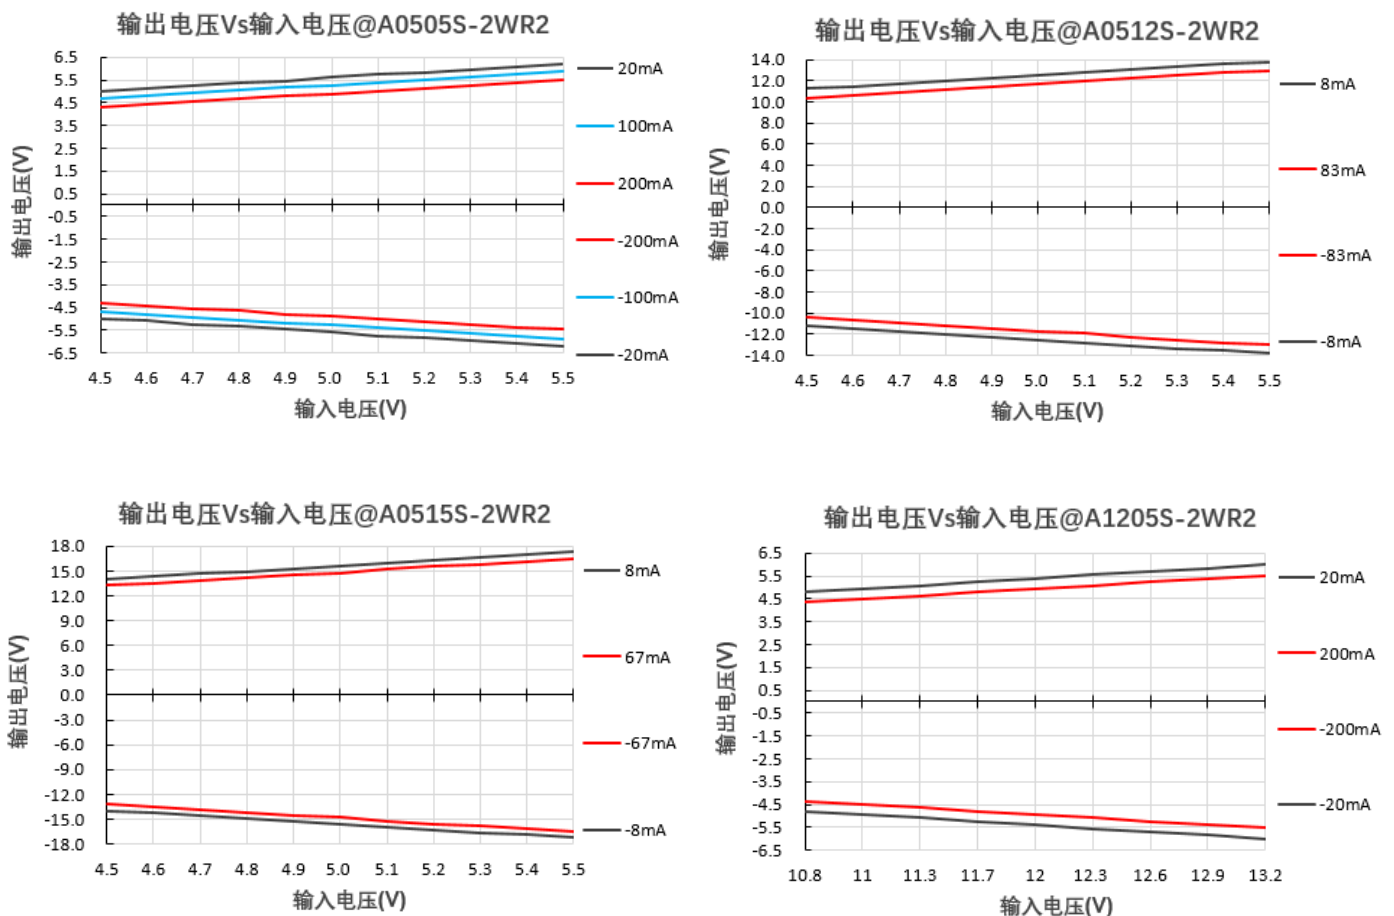 输出电压Vs输入电压@A0505S-2WR2
6.5
5.5
4.5
3.5
2.5
1.5
0.5
-0.5
-1.5
-2.5
-3.5
-4.5
-5.5
-6.5
输出电压(V)
4.5 4.6 4.7 4.8 4.9 5.0 5.1 5.2 5.3 5.4 5.5
输入电压(V)
20mA
100mA
200mA
-200mA
-100mA
-20mA
输出电压Vs输入电压@A0512S-2WR2
14.0
12.0
10.0
8.0
6.0
4.0
2.0
0.0
-2.0
-4.0
-6.0
-8.0
-10.0
-12.0
-14.0
输出电压(V)
4.5 4.6 4.7 4.8 4.9 5.0 5.1 5.2 5.3 5.4 5.5
输入电压(V)
8mA
83mA
-83mA
-8mA
输出电压Vs输入电压@A0515S-2WR2
18.0
15.0
12.0
9.0
6.0
3.0
0.0
-3.0
-6.0
-9.0
-12.0
-15.0
-18.0
输出电压(V)
4.5 4.6 4.7 4.8 4.9 5.0 5.1 5.2 5.3 5.4 5.5
输入电压(V)
8mA
67mA
-67mA
-8mA
输出电压Vs输入电压@A1205S-2WR2
6.5
5.5
4.5
3.5
2.5
1.5
0.5
-0.5
-1.5
-2.5
-3.5
-4.5
-5.5
-6.5
输出电压(V)
10.8 11 11.3 11.7 12 12.3 12.6 12.9 13.2
输入电压(V)
20mA
200mA
-200mA
-20mA